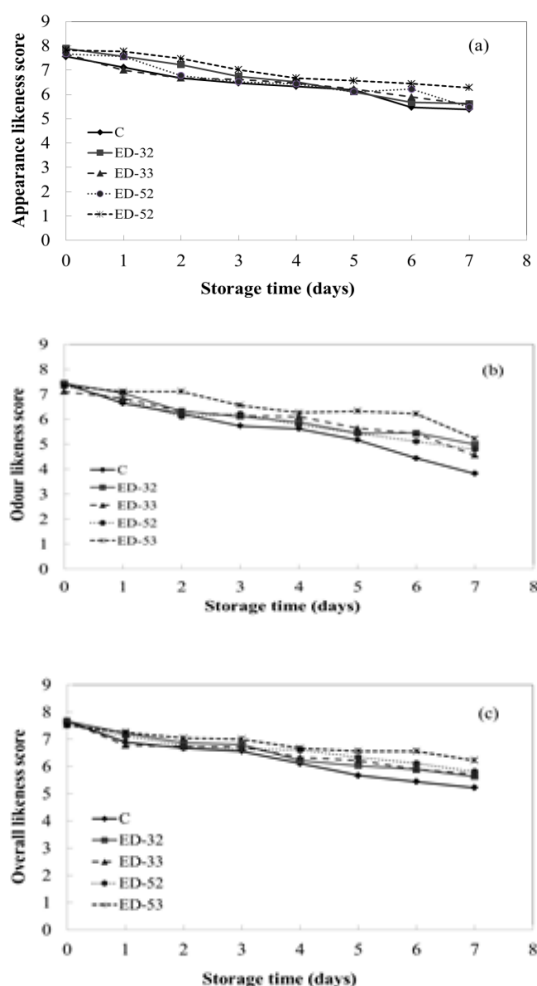 9
8
7
6
5
4
3
2
1
0
(a)
C
ED-32
ED-33
ED-52
ED-52
0 1 2 3 4 5 6 7 8
Appearance likeness score
Storage time (days)
9
8
7
6
5
4
3
2
1
0
(b)
C
ED-32
ED-33
ED-52
ED-53
0 1 2 3 4 5 6 7 8
Odour likeness score
Storage time (days)
9
8
7
6
5
4
3
2
1
0
(c)
C
ED-32
ED-33
ED-52
ED-53
0 1 2 3 4 5 6 7 8
Overall likeness score
Storage time (days)